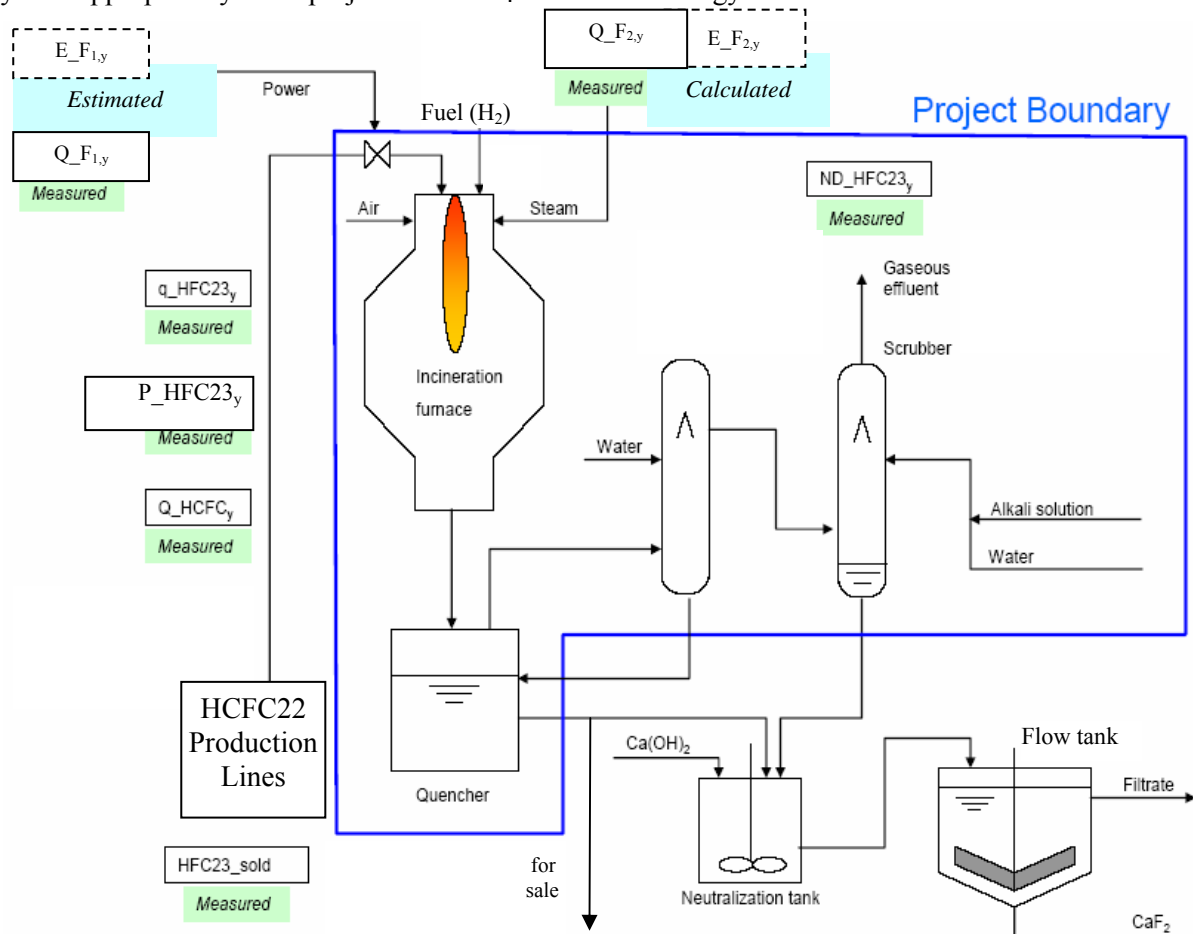 E_F1,y
Estimated
Q_F1,y
Measured
Power
Fuel (H2)
Q_F2,y
Measured
E_F2,y
Calculated
Project Boundary
ND_HFC23y
Measured
Air
Steam
q_HFC23y
Measured
P_HFC23y
Measured
Q_HCFCy
Measured
Incineration
furnace
Gaseous
effluent
Scrubber
Water
Alkali solution
Water
HCFC22
Production
Lines
Quencher
Ca(OH)2
Flow tank
Filtrate
HFC23_sold
Measured
for
sale
Neutralization tank
CaF2